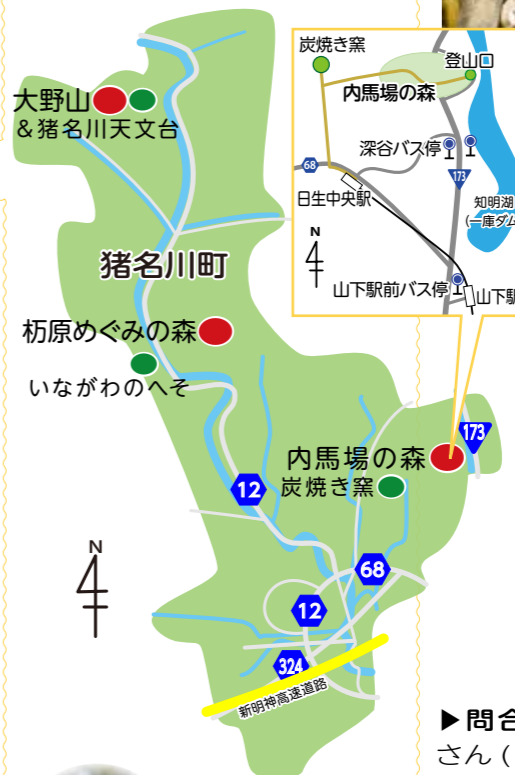 大野山
&猪名川天文台
猪名川町
杤原めぐみの森
いながわのへそ
内馬場の森
炭焼き窯
173
12
68
12
324
新明神高速道路
N
炭焼き窯
登山口
内馬場の森
深谷バス停
68
173
日生中央駅
知明湖
(一庫ダム
N
山下駅前バス停
山下駅
▶問合
さん(